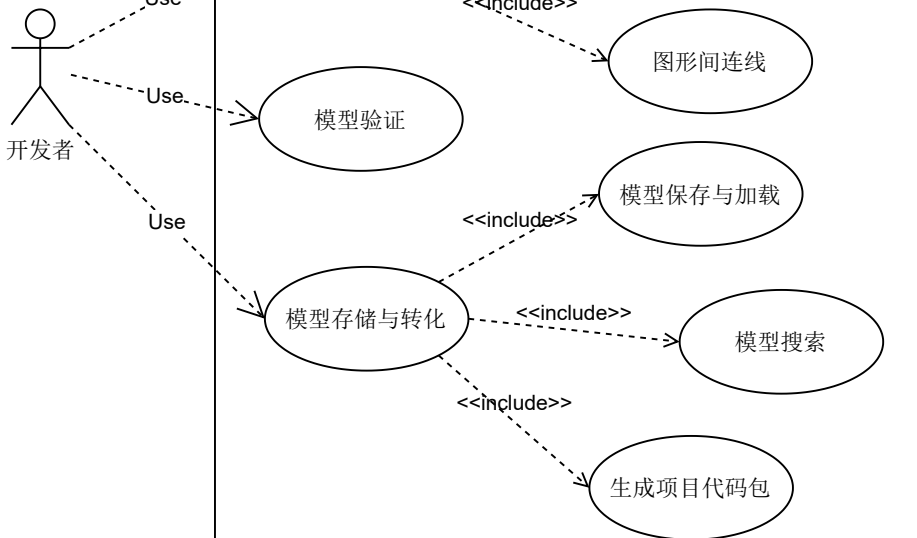 Use
<<include>>
图形间连线
Use
模型验证
开发者
模型保存与加载
Use
<<include>>
模型存储与转化
<<include>>
模型搜索
<<include>>
生成项目代码包